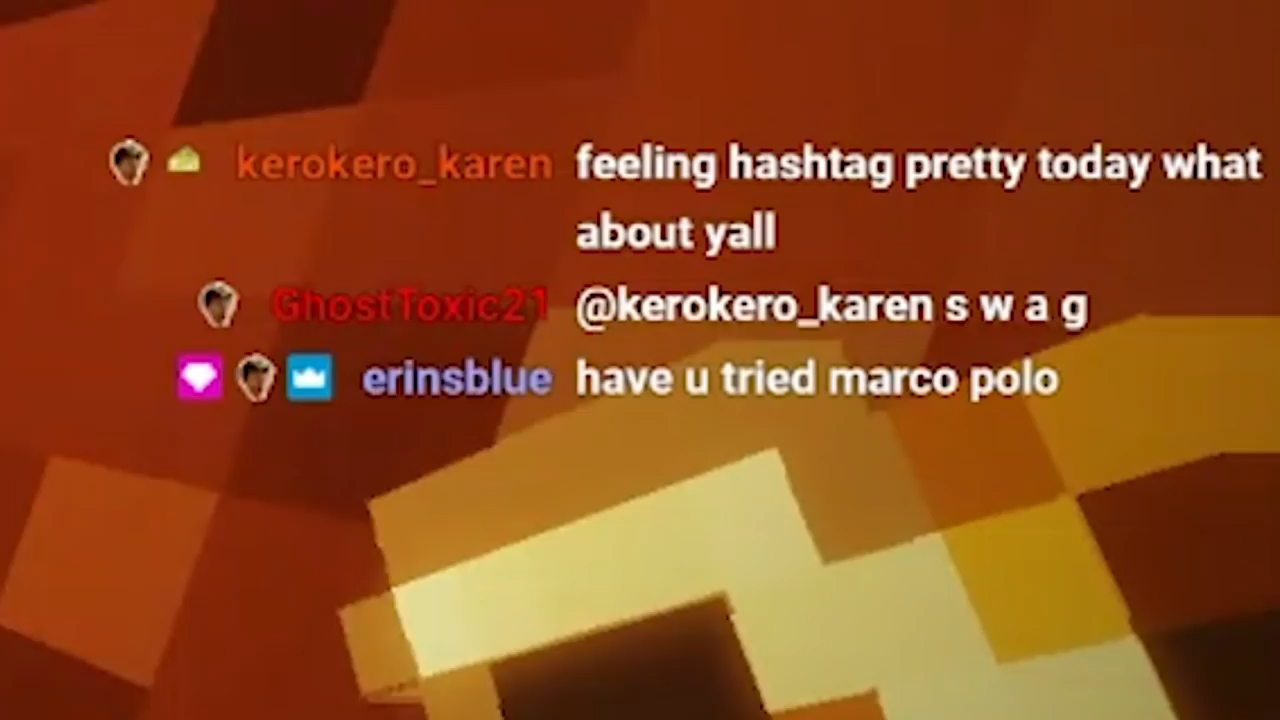 kerokero_karen feeling hashtag pretty today what
about yall
GhostToxic21 @kerokero_karen s w a g
erinsblue have u tried marco polo